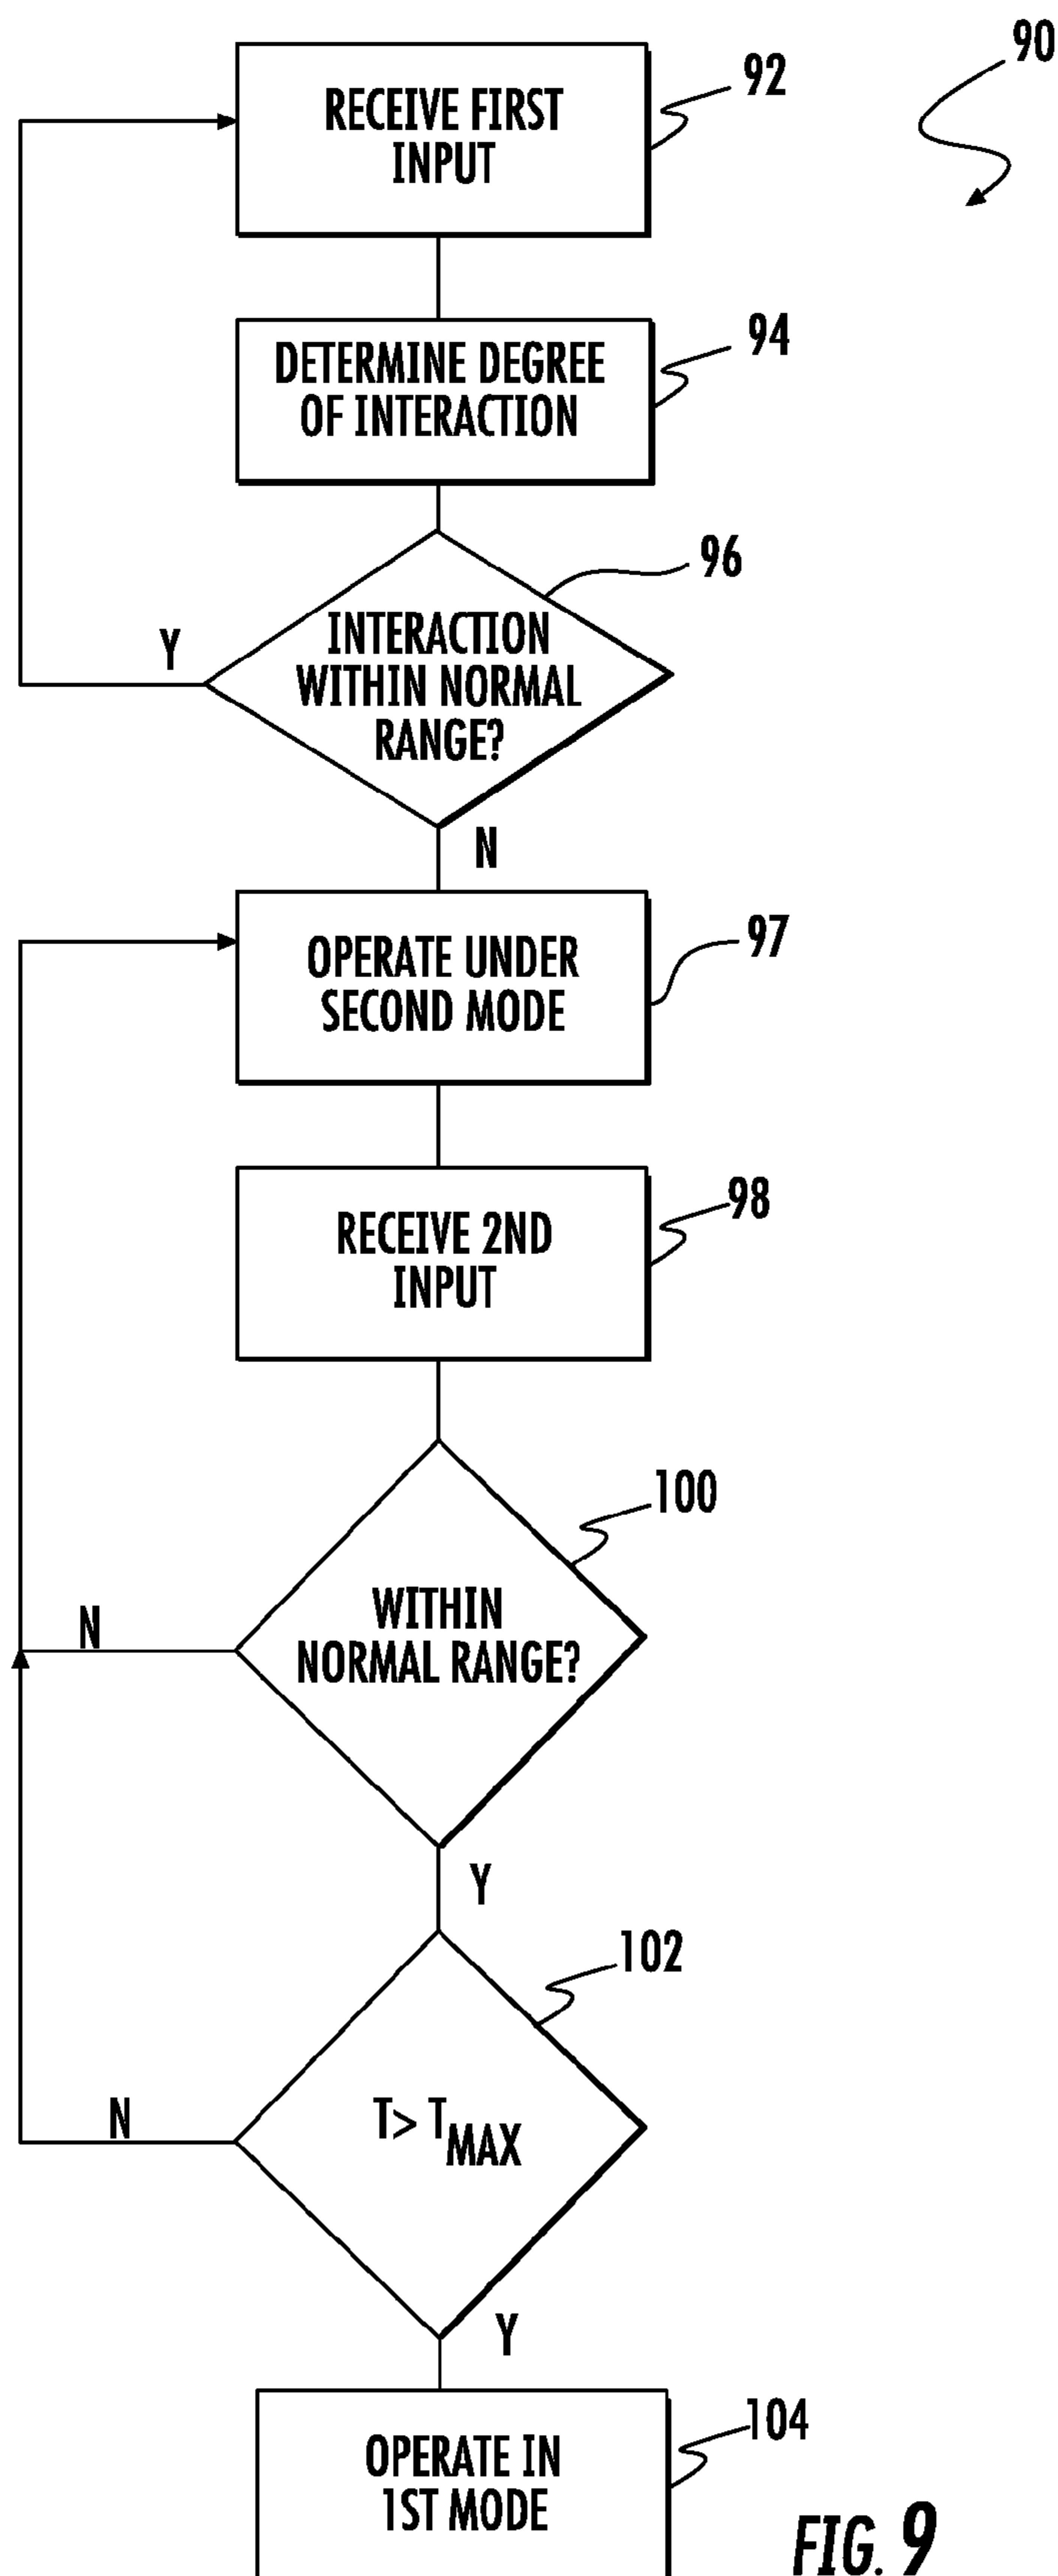 90
RECEIVE FIRST
INPUT
92
DETERMINE DEGREE
OF INTERACTION
94
INTERACTION
WITHIN NORMAL
RANGE?
96
Y
N
OPERATE UNDER
SECOND MODE
97
RECEIVE 2ND
INPUT
98
WITHIN
NORMAL RANGE?
100
N
Y
T> TMAX
102
N
Y
OPERATE IN
1ST MODE
104
FIG. 9